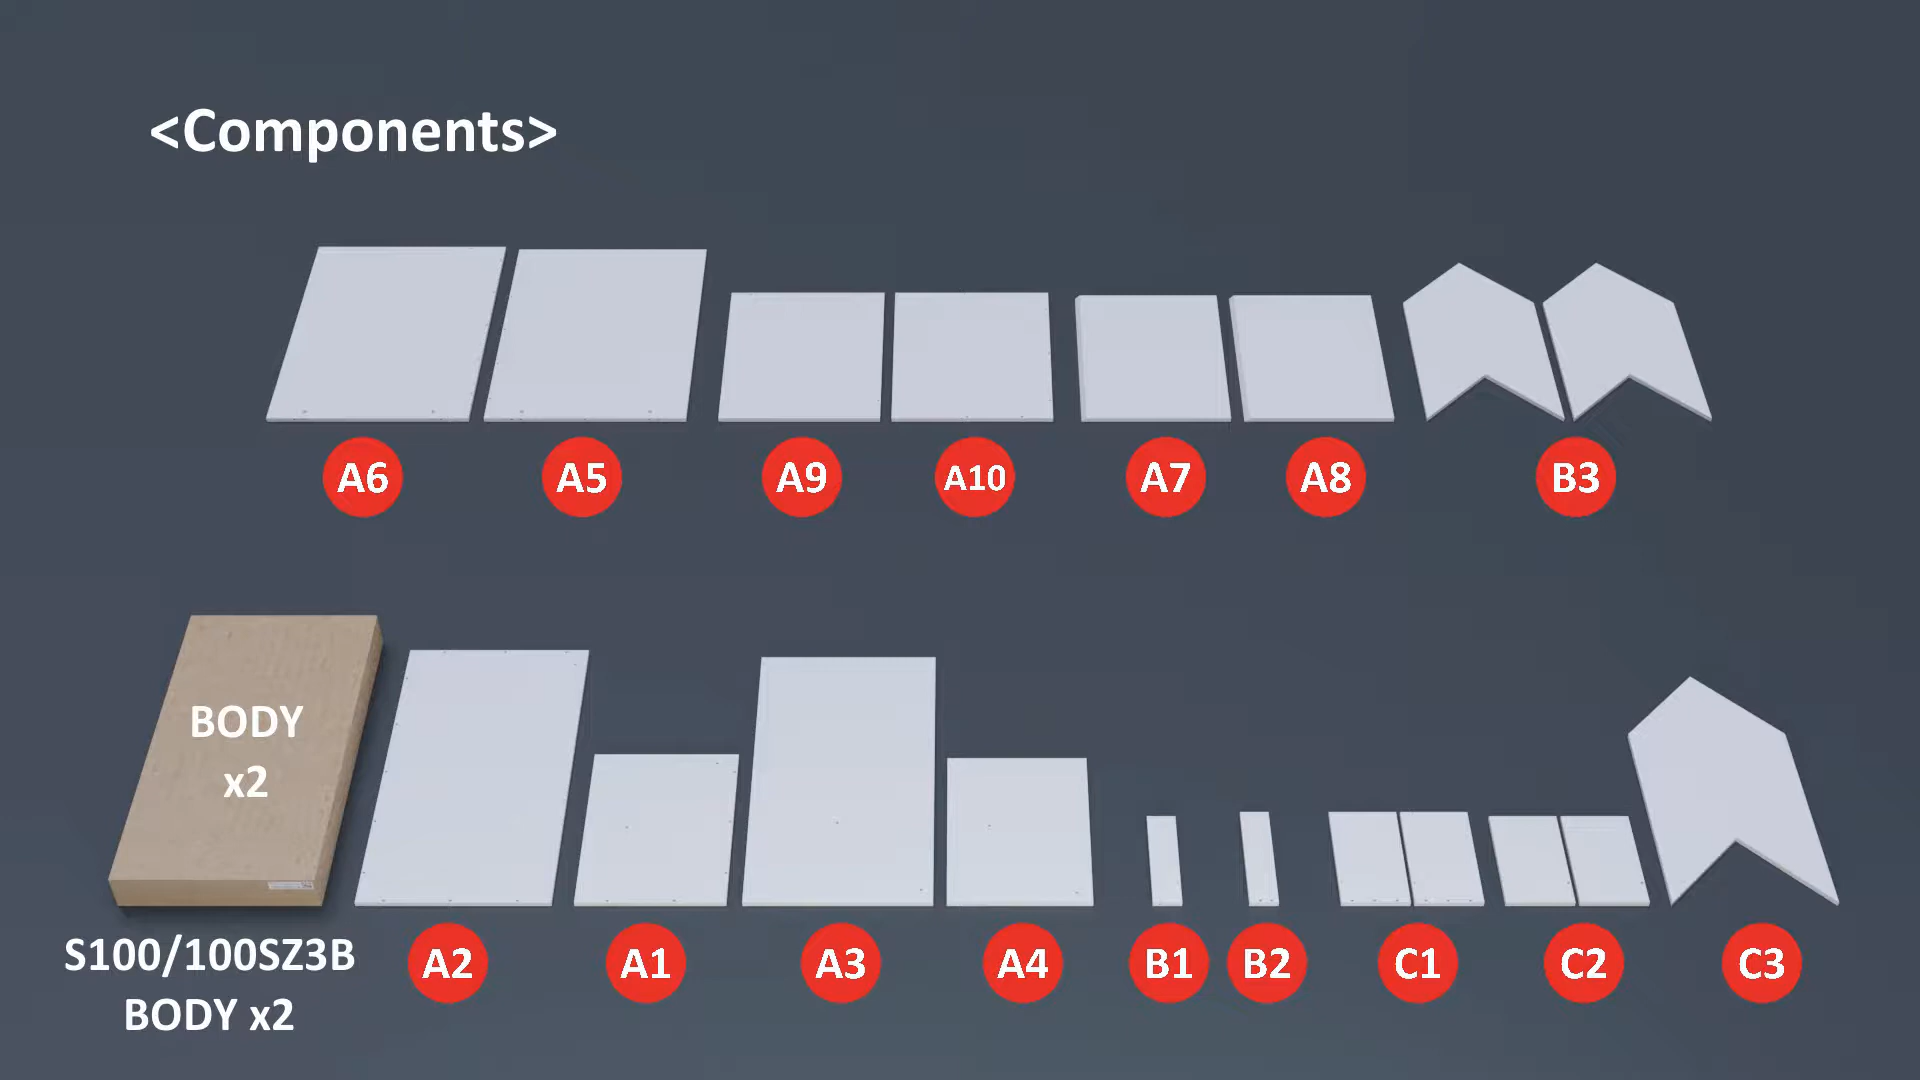 <Components>
A6
A5
A9
A10
A7
A8
B3
BODY
x2
S100/100SZ3B
BODY x2
A2
A1
A3
A4
B1
B2
C1
C2
C3